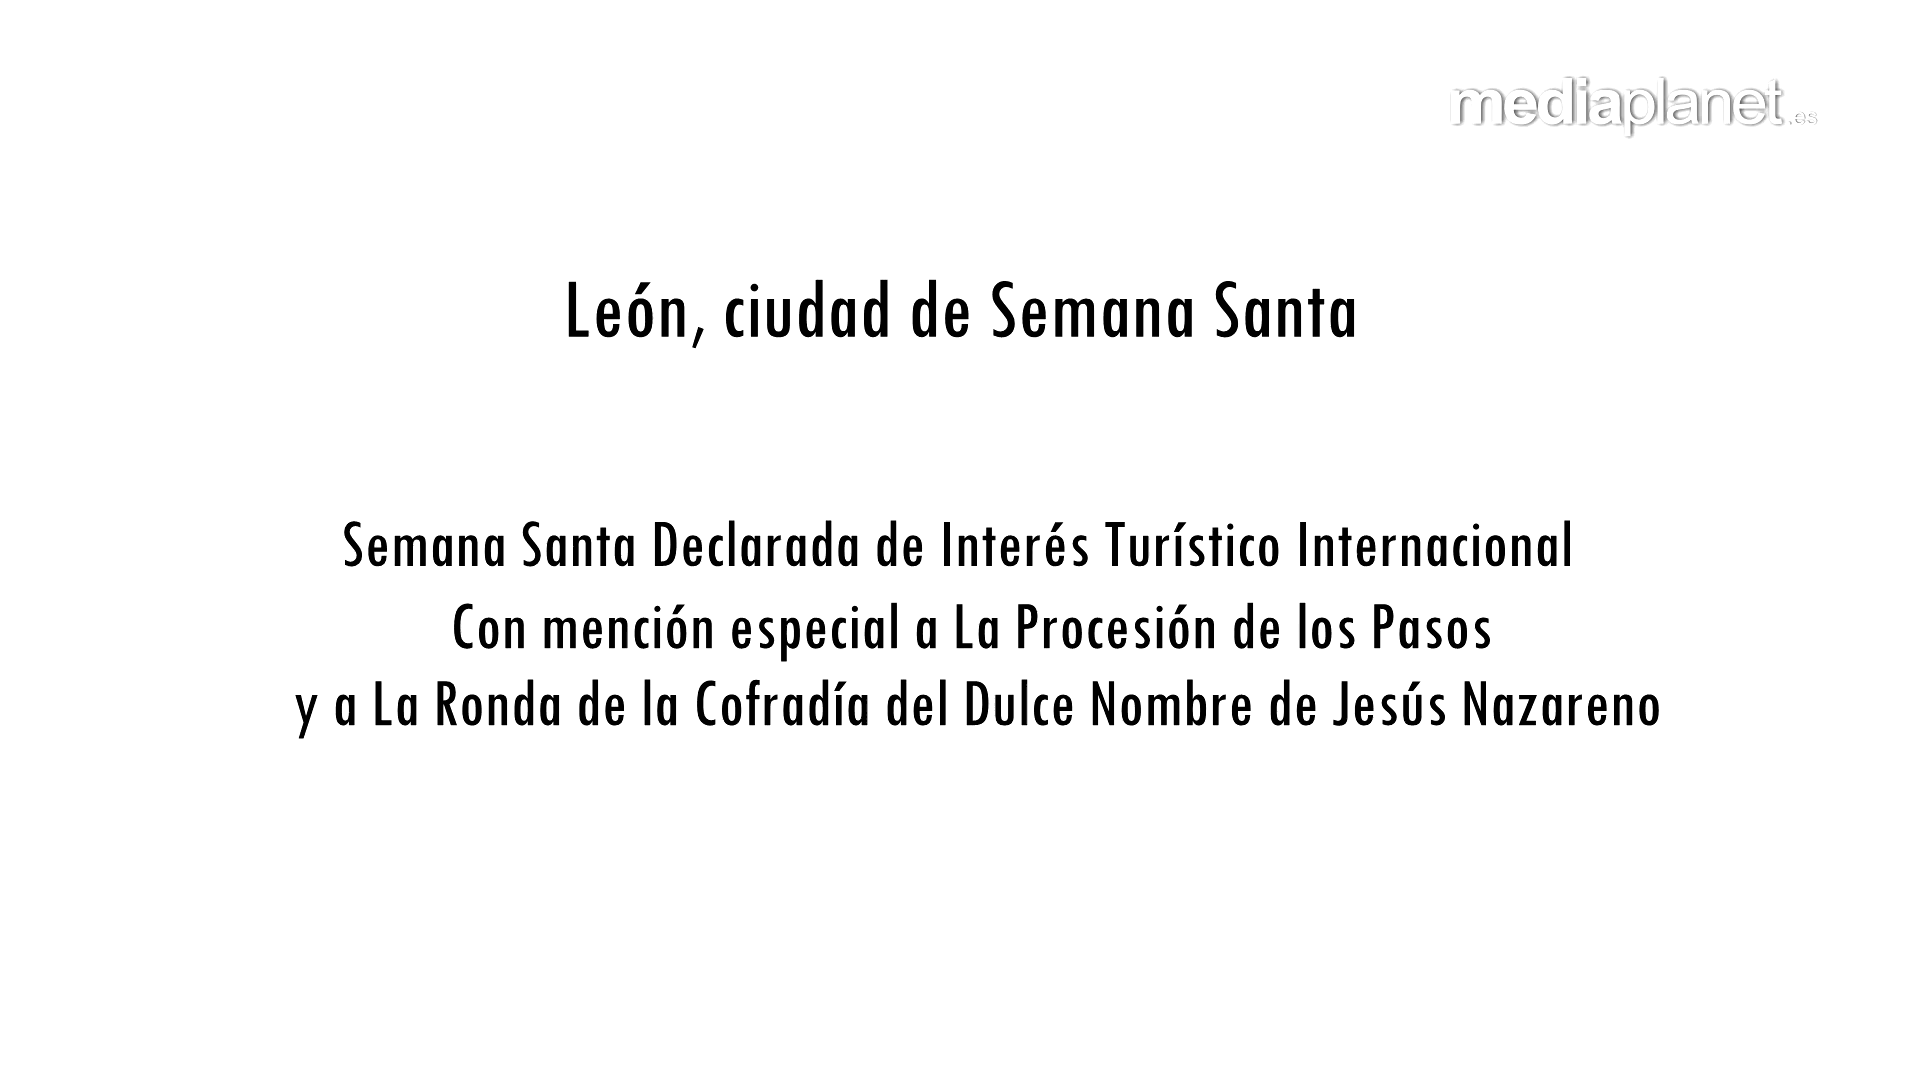 mediaplanet.es
León, ciudad de Semana Santa
Semana Santa Declarada de Interés Turístico Internacional
Con mención especial a La Procesión de los Pasos
y a La Ronda de la Cofradía del Dulce Nombre de Jesús Nazareno